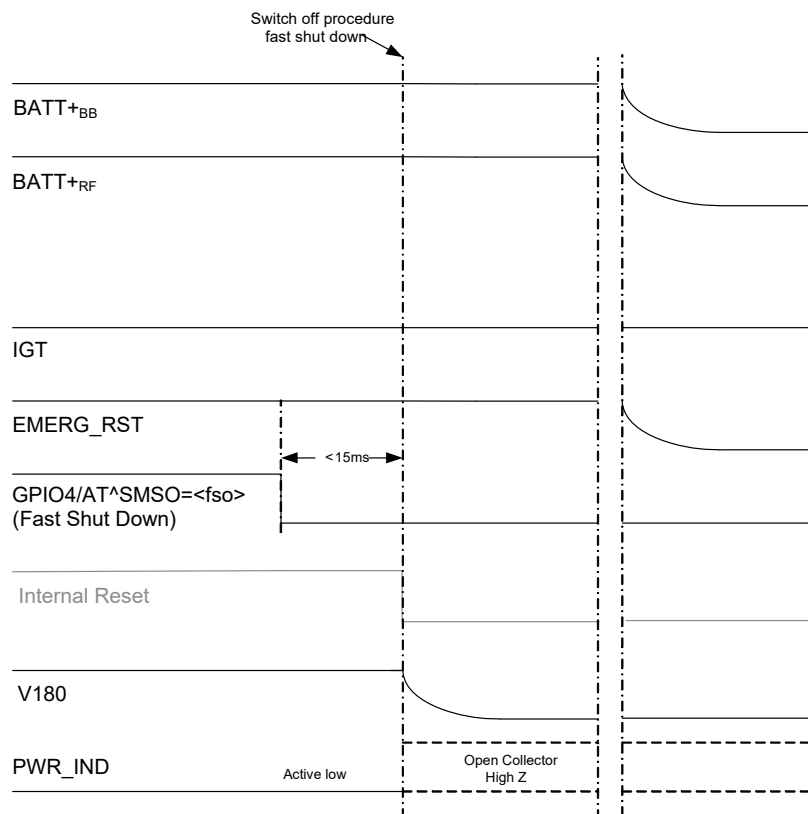 Switch off procedure
fast shut down
BATT+BB
BATT+RF
IGT
EMERG_RST
<15ms
GPIO4/AT^SMSO=<fso>
(Fast Shut Down)
Internal Reset
V180
PWR_IND
Active low
Open Collector
High Z